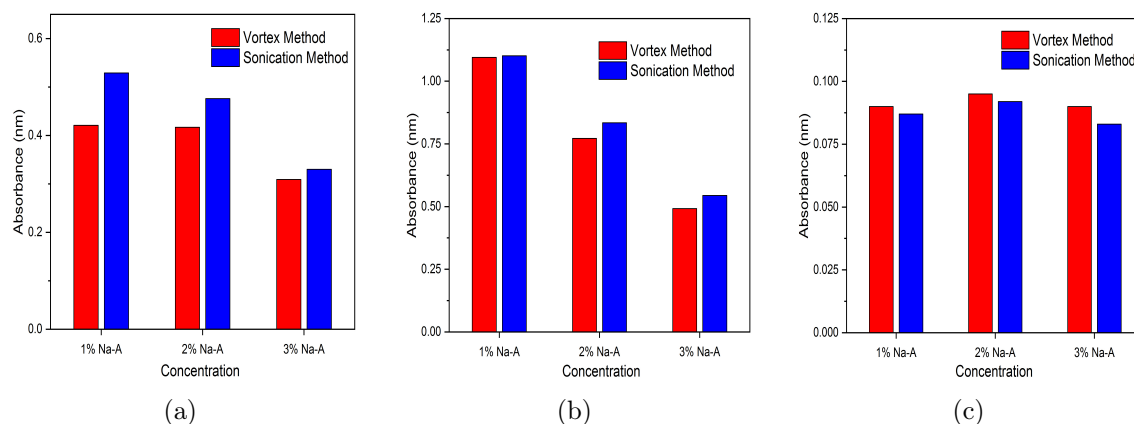 0.6
0.4
0.2
0.0
Absorbance (nm)
Vortex Method
Sonication Method
1% Na-A
2% Na-A
3% Na-A
Concentration
(a)
1.25
1.00
0.75
0.50
0.25
0.00
Absorbance (nm)
Vortex Method
Sonication Method
1% Na-A
2% Na-A
3% Na-A
Concentration
(b)
0.125
0.100
0.075
0.050
0.025
0.000
Absorbance (nm)
Vortex Method
Sonication Method
1% Na-A
2% Na-A
3% Na-A
Concentration
(c)